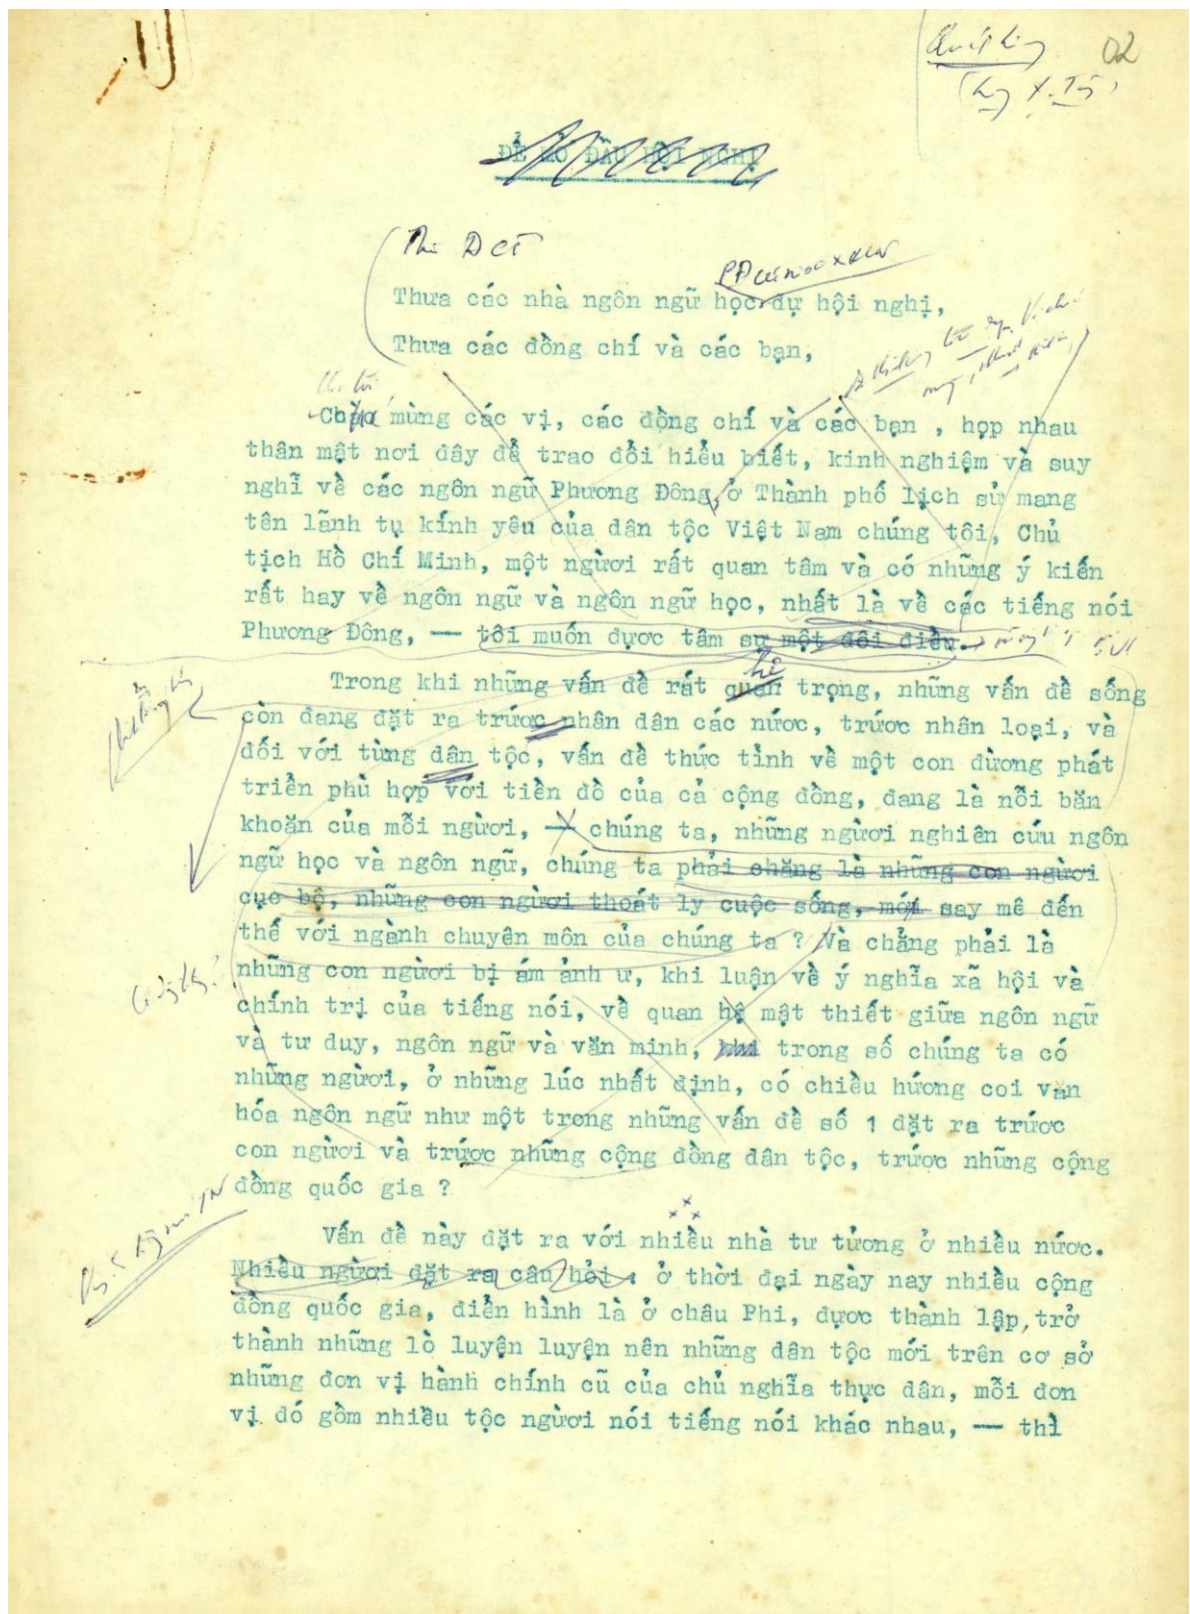 02
ĐỂ MỞ ĐẦU HỘI NGHỊ
Thưa các nhà ngôn ngữ học dự hội nghị,
Thưa các đồng chí và các bạn,
Chào mừng các vị, các đồng chí và các bạn , họp nhau
thân mật nơi đây để trao đổi hiểu biết, kinh nghiệm và suy
nghĩ về các ngôn ngữ Phương Đông, ở Thành phố lịch sử mang
tên lãnh tụ kính yêu của dân tộc Việt Nam chúng tôi, Chủ
tịch Hồ Chí Minh, một người rất quan tâm và có những ý kiến
rất hay về ngôn ngữ và ngôn ngữ học, nhất là về các tiếng nói
Phương Đông, — tôi muốn được tâm sự một đôi điều.
Trong khi những vấn đề rất quan trọng, những vấn đề sống
còn đang đặt ra trước nhân dân các nước, trước nhân loại, và
đối với từng dân tộc, vấn đề thức tỉnh về một con đường phát
triển phù hợp với tiền đồ của cả cộng đồng, đang là nỗi băn
khoăn của mỗi người, — chúng ta, những người nghiên cứu ngôn
ngữ học và ngôn ngữ, chúng ta phải chăng là những con người
cục bộ, những con người thoát ly cuộc sống, mới say mê đến
thế với ngành chuyên môn của chúng ta ? Và chẳng phải là
những con người bị ám ảnh ư, khi luận về ý nghĩa xã hội và
chính trị của tiếng nói, về quan hệ mật thiết giữa ngôn ngữ
và tư duy, ngôn ngữ và văn minh, trong số chúng ta có
những người, ở những lúc nhất định, có chiều hướng coi văn
hóa ngôn ngữ như một trong những vấn đề số 1 đặt ra trước
con người và trước những cộng đồng dân tộc, trước những cộng
đồng quốc gia ?
Vấn đề này đặt ra với nhiều nhà tư tưởng ở nhiều nước.
Nhiều người đặt ra câu hỏi : ở thời đại ngày nay nhiều cộng
đồng quốc gia, điển hình là ở châu Phi, được thành lập, trở
thành những lò luyện luyện nên những dân tộc mới trên cơ sở
những đơn vị hành chính cũ của chủ nghĩa thực dân, mỗi đơn
vị đó gồm nhiều tộc người nói tiếng nói khác nhau, — thì